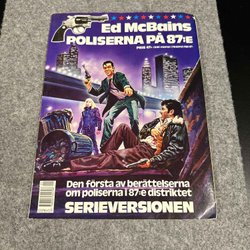 Ed McBains
POLISERNA PÅ 87:E
Den första av berättelserna
om poliserna i 87:e distriktet
SERIEVERSIONEN